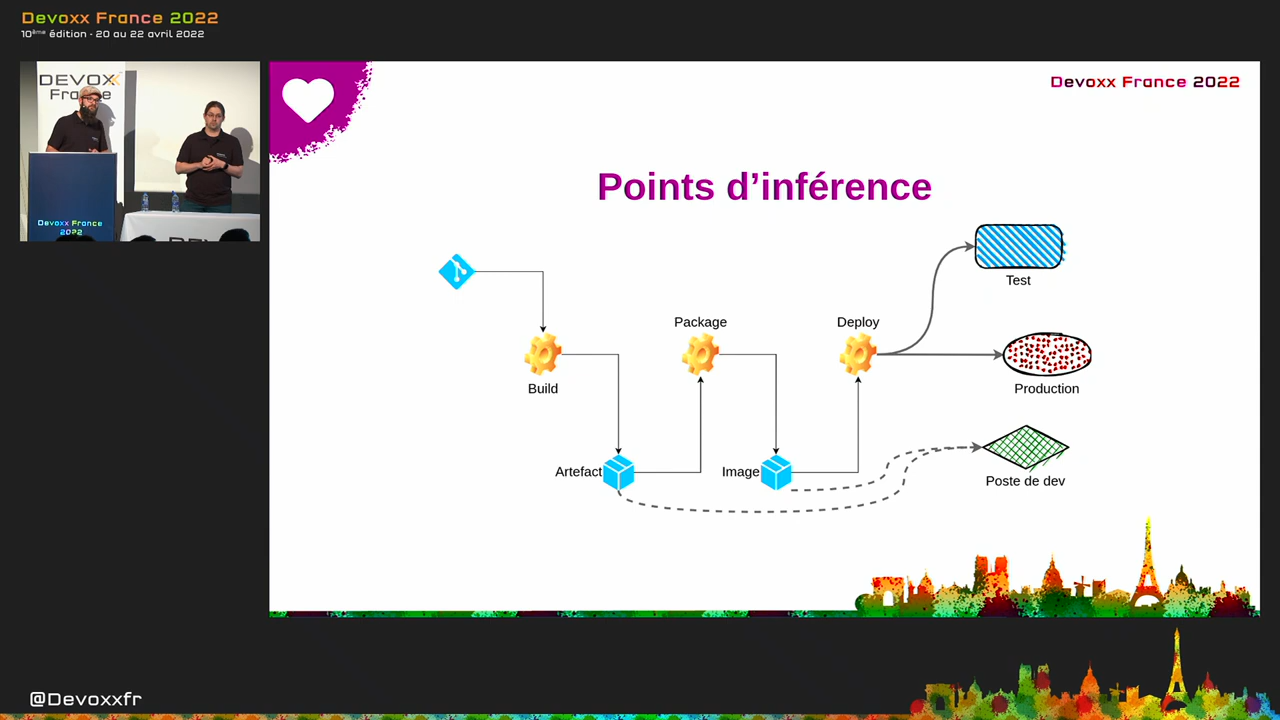 Devoxx France 2022
10ème édition - 20 au 22 avril 2022
DEVOXX
France
Devoxx France
2022
Devoxx France 2022
Points d’inférence
Test
Package
Deploy
Build
Production
Artefact
Image
Poste de dev
@Devoxxfr